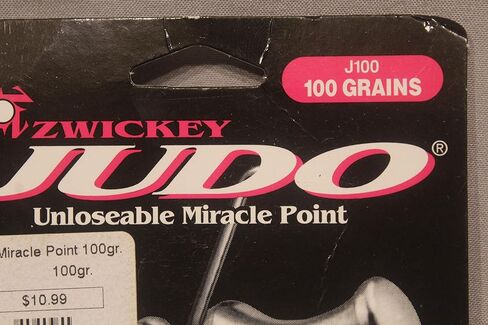 J100
100 GRAINS
ZWICKEY
JUDO®
Unloseable Miracle Point
Miracle Point 100gr.
100gr.
$10.99